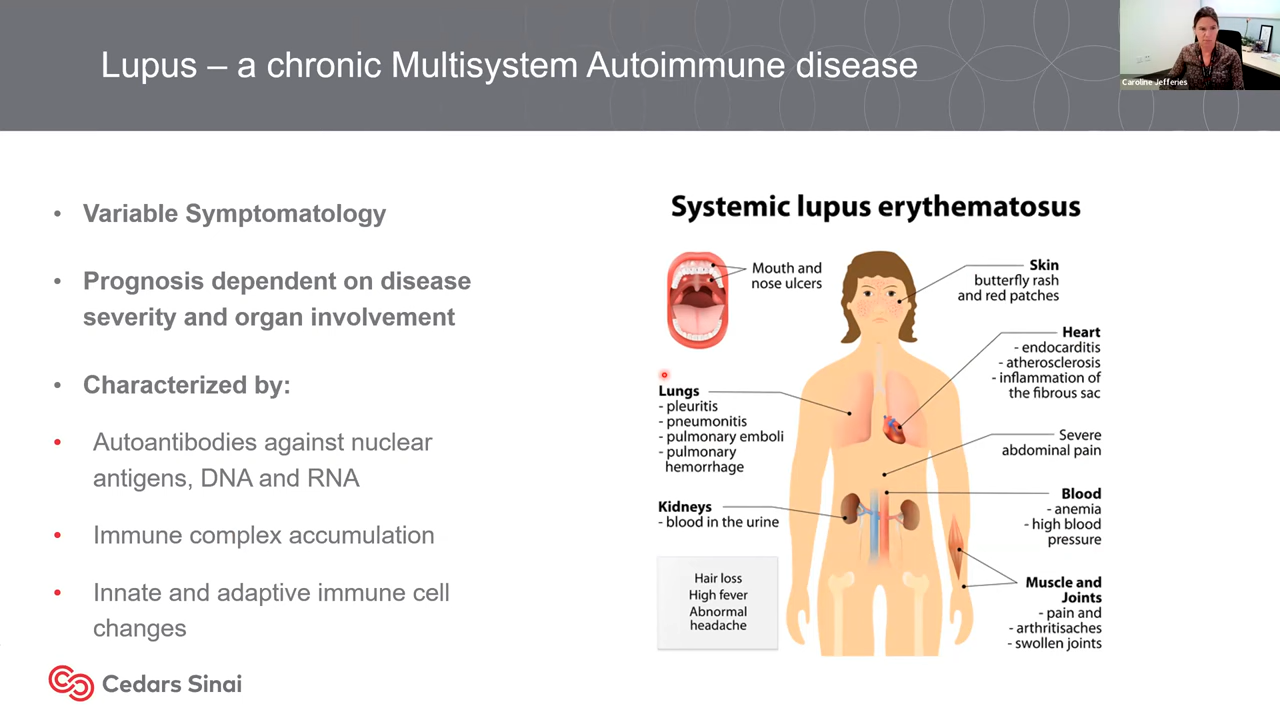 Lupus – a chronic Multisystem Autoimmune disease
Caroline Jefferies
• Variable Symptomatology
• Prognosis dependent on disease
severity and organ involvement
• Characterized by:
• Autoantibodies against nuclear
antigens, DNA and RNA
• Immune complex accumulation
• Innate and adaptive immune cell
changes
Cedars Sinai
Systemic lupus erythematosus
Mouth and
nose ulcers
Skin
butterfly rash
and red patches
Heart
- endocarditis
- atherosclerosis
- inflammation of
the fibrous sac
Lungs
- pleuritis
- pneumonitis
- pulmonary emboli
- pulmonary
hemorrhage
Severe
abdominal pain
Kidneys
- blood in the urine
Blood
- anemia
- high blood
pressure
Hair loss
High fever
Abnormal
headache
Muscle and
Joints
- pain and
- arthritisaches
- swollen joints